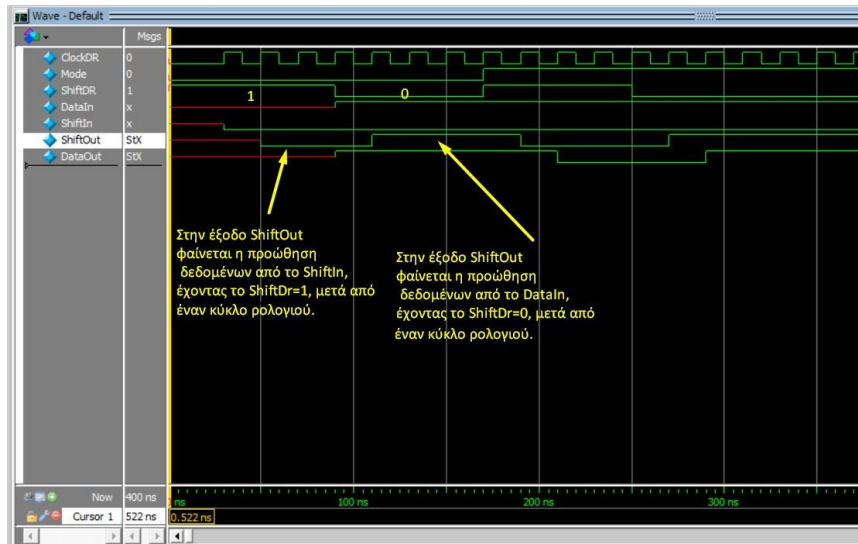 Wave - Default
Msgs
ClockDR 0
Mode 0
ShiftDR 1
DataIn x
ShiftIn x
ShiftOut StX
DataOut StX
1
0
Στην έξοδο ShiftOut
φαίνεται η προώθηση
δεδομένων από το ShiftIn,
έχοντας το ShiftDr=1, μετά από
έναν κύκλο ρολογιού.
Στην έξοδο ShiftOut
φαίνεται η προώθηση
δεδομένων από το DataIn,
έχοντας το ShiftDr=0, μετά από
έναν κύκλο ρολογιού.
Now 400 ns
ns 100 ns 200 ns 300 ns
Cursor 1 522 ns 0.522 ns